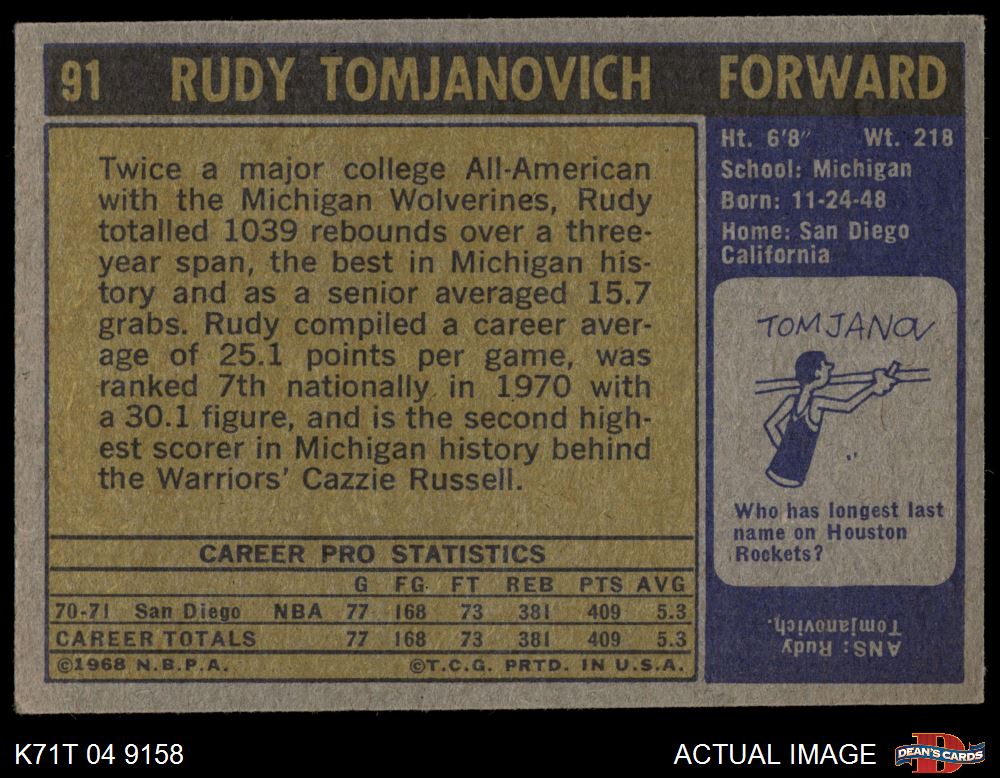 91 RUDY TOMJANOVICH FORWARD
Twice a major college All-American
with the Michigan Wolverines, Rudy
totalled 1039 rebounds over a three-
year span, the best in Michigan his-
tory and as a senior averaged 15.7
grabs. Rudy compiled a career aver-
age of 25.1 points per game, was
ranked 7th nationally in 1970 with
a 30.1 figure, and is the second high-
est scorer in Michigan history behind
the Warriors' Cazzie Russell.
CAREER PRO STATISTICS
G FG FT REB PTS AVG
70-71 San Diego NBA 77 168 73 381 409 5.3
CAREER TOTALS 77 168 73 381 409 5.3
©1968 N.B.P.A. ©T.C.G. PRTD. IN U.S.A.
Ht. 6'8" Wt. 218
School: Michigan
Born: 11-24-48
Home: San Diego
California
TOMJANOV
Who has longest last
name on Houston
Rockets?
ANS: Rudy
Tomjanovich.
K71T 04 9158
ACTUAL IMAGE
DEAN'S CARDS